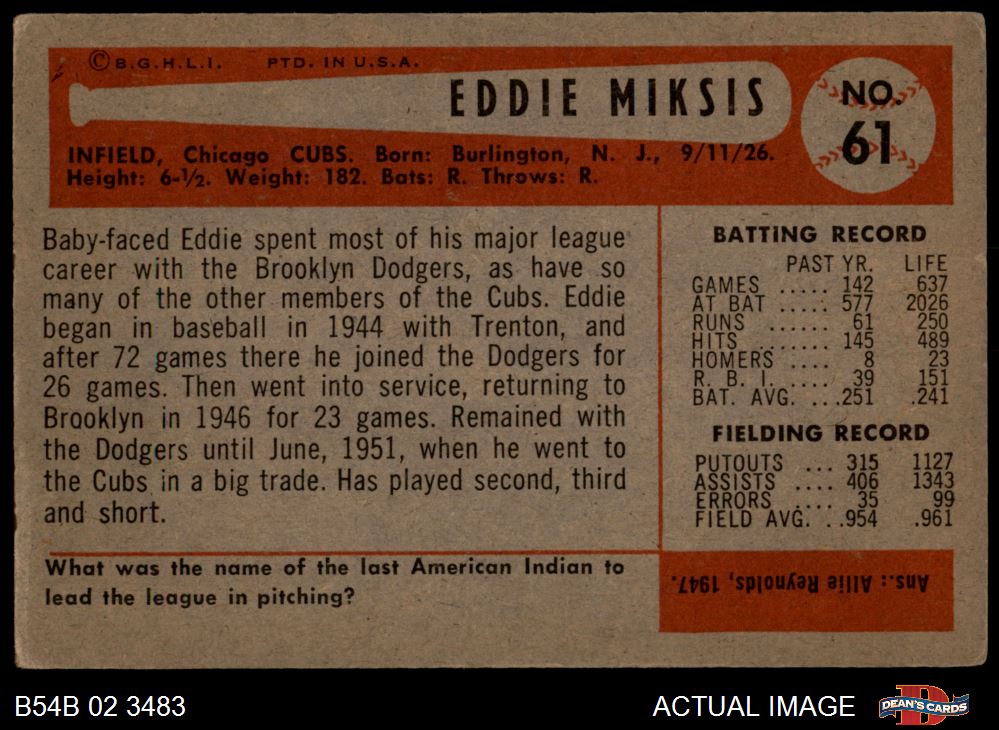 ©B.G.H.L.I. PTD. IN U.S.A.
EDDIE MIKSIS
NO.
61
INFIELD, Chicago CUBS. Born: Burlington, N. J., 9/11/26.
Height: 6-½. Weight: 182. Bats: R. Throws: R.
Baby-faced Eddie spent most of his major league
career with the Brooklyn Dodgers, as have so
many of the other members of the Cubs. Eddie
began in baseball in 1944 with Trenton, and
after 72 games there he joined the Dodgers for
26 games. Then went into service, returning to
Brooklyn in 1946 for 23 games. Remained with
the Dodgers until June, 1951, when he went to
the Cubs in a big trade. Has played second, third
and short.
BATTING RECORD
PAST YR. LIFE
GAMES ..... 142 637
AT BAT ..... 577 2026
RUNS ...... 61 250
HITS ....... 145 489
HOMERS .... 8 23
R. B. I. .... 39 151
BAT. AVG. ...251 .241
FIELDING RECORD
PUTOUTS ... 315 1127
ASSISTS .... 406 1343
ERRORS .... 35 99
FIELD AVG. ..954 .961
What was the name of the last American Indian to
lead the league in pitching?
Ans.: Allie Reynolds, 1947.
B54B 02 3483
ACTUAL IMAGE
D
DEAN'S CARDS